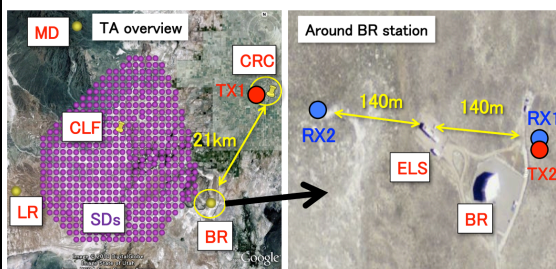 TA overview
MD
CRC
TX1
CLF
21km
LR
SDs
BR
Google
Around BR station
140m
140m
RX2
RX1
TX2
ELS
BR